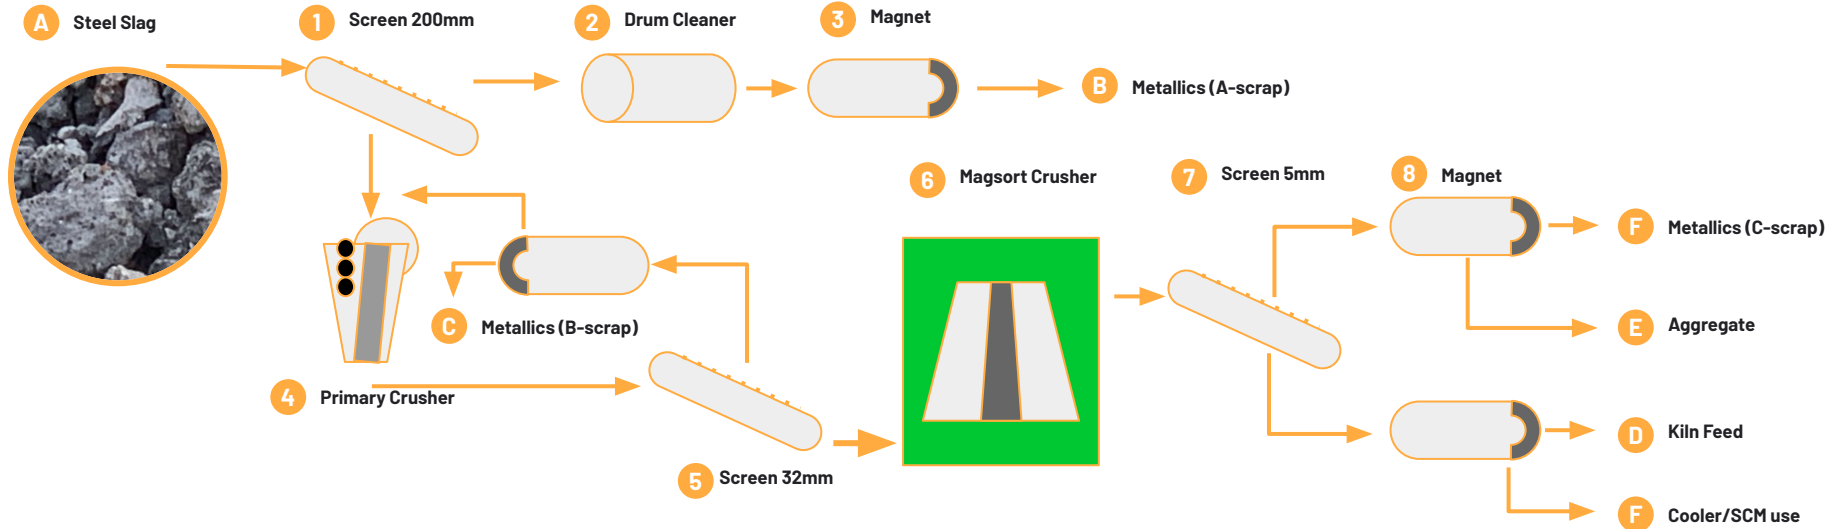 A Steel Slag
1 Screen 200mm
2 Drum Cleaner
3 Magnet
B Metallics (A-scrap)
6 Magsort Crusher
7 Screen 5mm
8 Magnet
F Metallics (C-scrap)
C Metallics (B-scrap)
E Aggregate
4 Primary Crusher
D Kiln Feed
5 Screen 32mm
F Cooler/SCM use